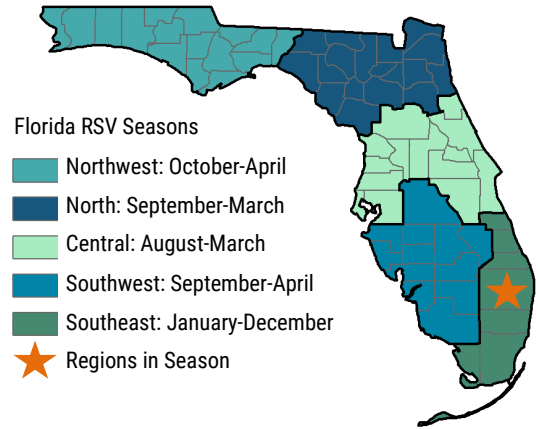 Florida RSV Seasons
Northwest: October-April
North: September-March
Central: August-March
Southwest: September-April
Southeast: January-December
Regions in Season